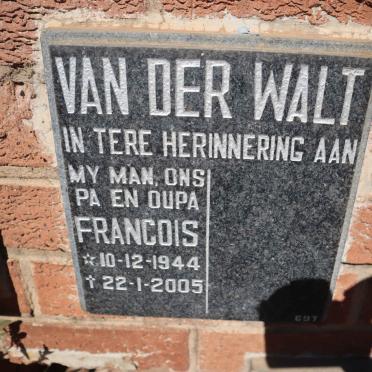 VAN DER WALT
IN TERE HERINNERING AAN
MY MAN, ONS
PA EN OUPA
FRANCOIS
☆10-12-1944
†22-1-2005